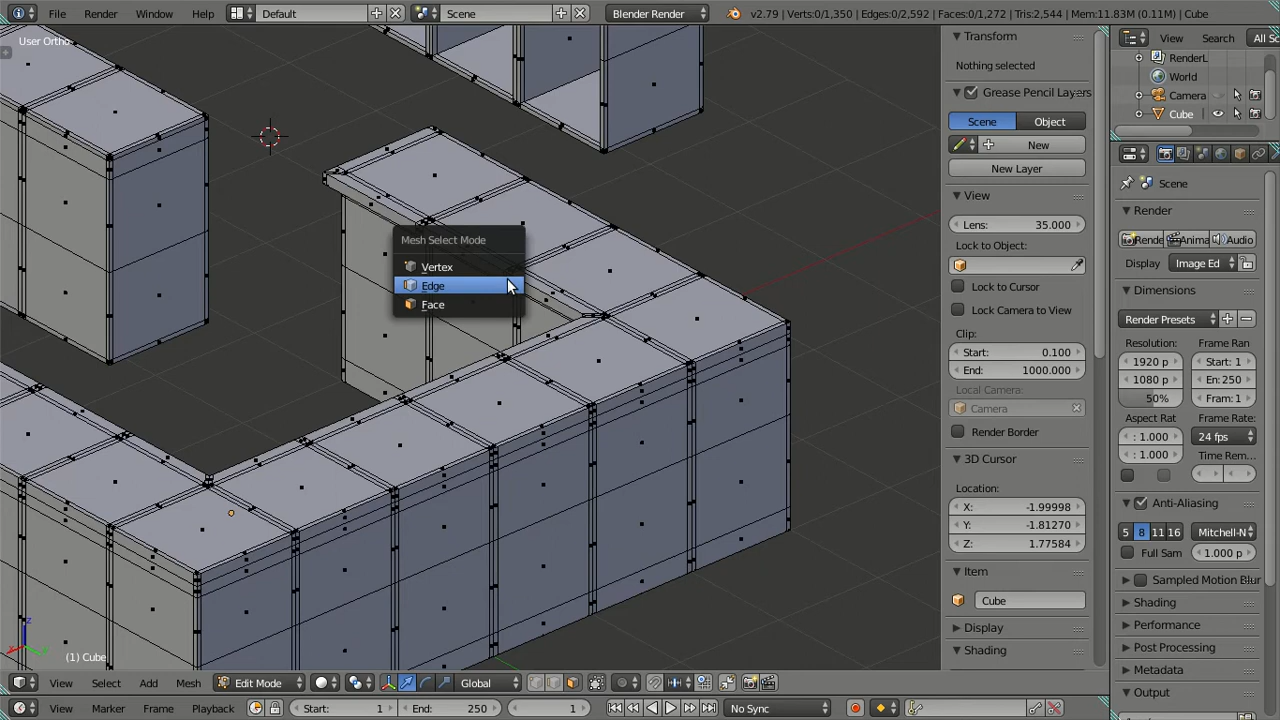 File Render Window Help Default Scene Blender Render v2.79 | Verts:0/1,350 | Edges:0/2,592 | Faces:0/1,272 | Tris:2,544 | Mem:11.83M (0.11M) | Cube
User Ortho
Mesh Select Mode
Vertex
Edge
Face
(1) Cube
Transform
Nothing selected
Grease Pencil Layers
Scene Object
New
New Layer
View
Lens: 35.000
Lock to Object:
Lock to Cursor
Lock Camera to View
Clip:
Start: 0.100
End: 1000.000
Local Camera:
Camera
Render Border
3D Cursor
Location:
X: -1.99998
Y: -1.81270
Z: 1.77584
Item
Cube
Display
Shading
View Search All Sc
RenderL
World
Camera
Cube
Scene
Render
Rende Anima Audio
Display Image Ed
Dimensions
Render Presets
Resolution: Frame Ran
1920 p Start: 1
1080 p En: 250
50% Fram: 1
Aspect Rat Frame Rate:
: 1.000 24 fps
: 1.000 Time Rem...
Anti-Aliasing
5 8 11 16 Mitchell-N
Full Sam 1.000 p
Sampled Motion Blur
Shading
Performance
Post Processing
Metadata
Output
View Select Add Mesh Edit Mode Global
View Marker Frame Playback Start: 1 End: 250 1 No Sync